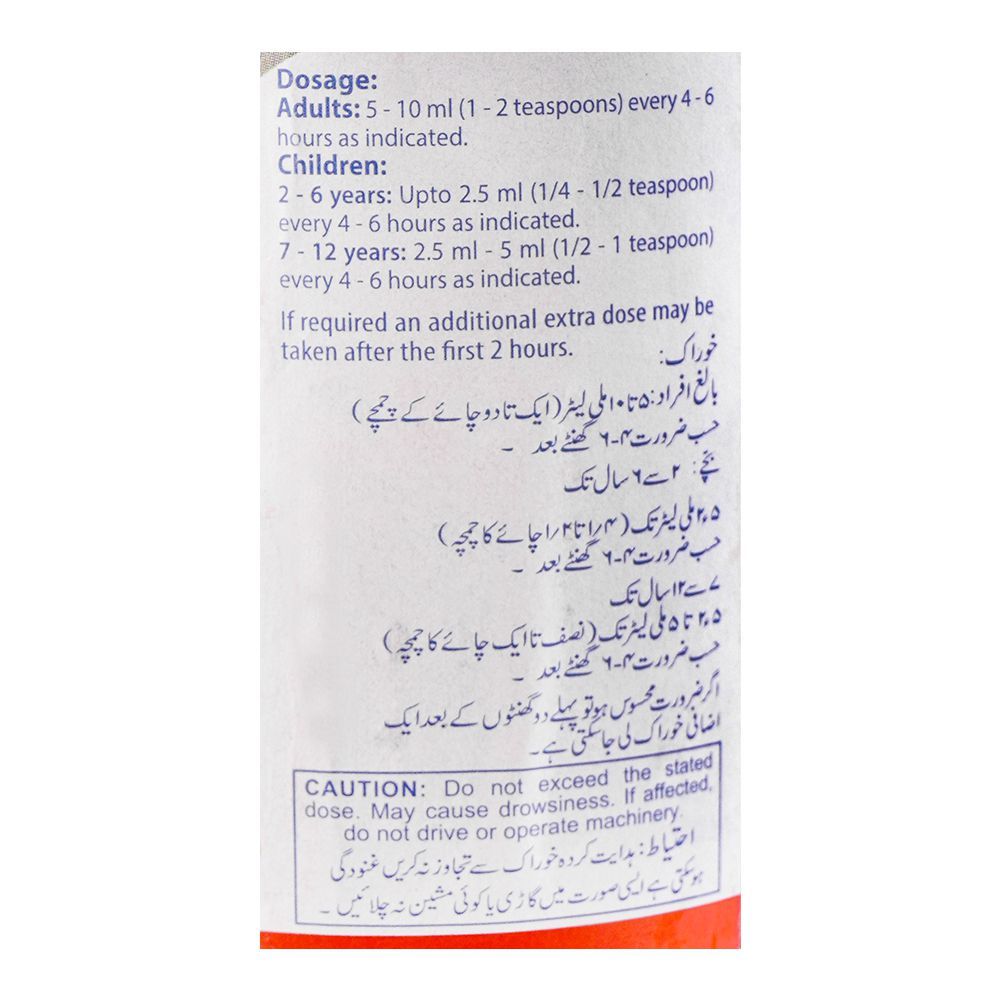 Dosage:
Adults: 5 - 10 ml (1 - 2 teaspoons) every 4 - 6
hours as indicated.
Children:
2 - 6 years: Upto 2.5 ml (1/4 - 1/2 teaspoon)
every 4 - 6 hours as indicated.
7 - 12 years: 2.5 ml - 5 ml (1/2 - 1 teaspoon)
every 4 - 6 hours as indicated.
If required an additional extra dose may be
taken after the first 2 hours.
خوراک:
بالغ افراد: ۵ تا ۱۰ ملی لیٹر (ایک تا دو چائے کے چمچے)
حسب ضرورت ۴-۶ گھنٹے بعد ۔
بچے: ۲ سے ۶ سال تک
۲٫۵ ملی لیٹر تک (۱/۴ تا ۱/۲ چائے کا چمچہ)
حسب ضرورت ۴-۶ گھنٹے بعد ۔
۷ سے ۱۲ سال تک
۲٫۵ تا ۵ ملی لیٹر تک (نصف تا ایک چائے کا چمچہ)
حسب ضرورت ۴-۶ گھنٹے بعد ۔
اگر ضرورت محسوس ہو تو پہلے دو گھنٹوں کے بعد ایک
اضافی خوراک لی جاسکتی ہے۔
CAUTION: Do not exceed the stated
dose. May cause drowsiness. If affected,
do not drive or operate machinery.
احتیاط: ہدایت کردہ خوراک سے تجاوز نہ کریں غنودگی
ہوسکتی ہے ایسی صورت میں گاڑی یا کوئی مشین نہ چلائیں ۔